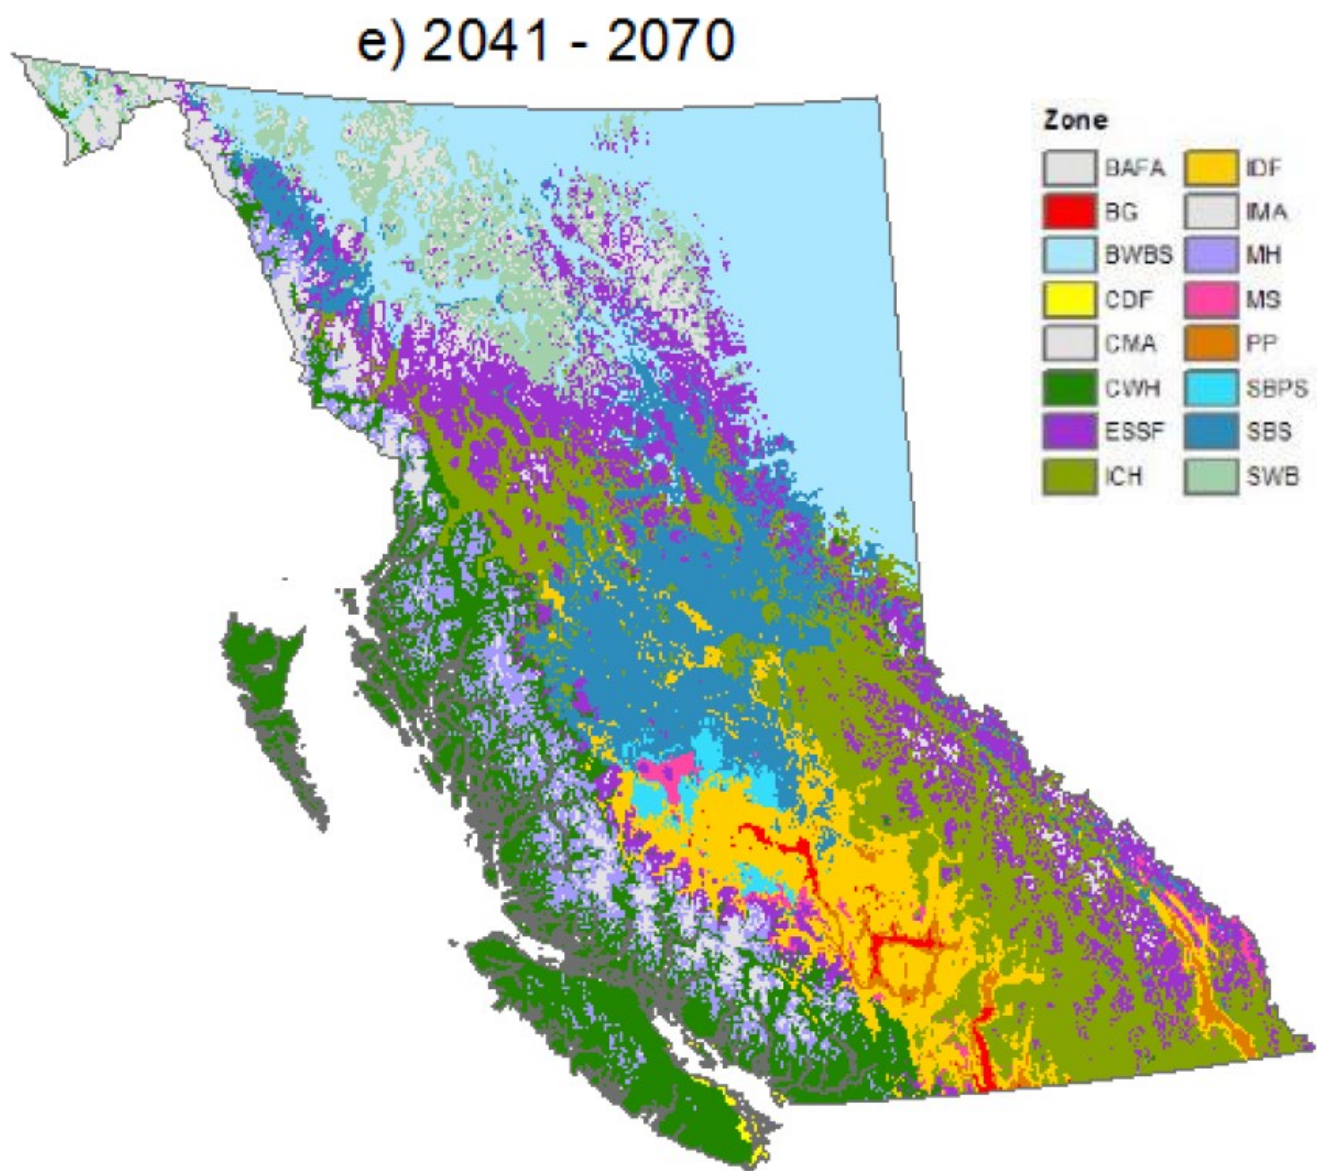 e) 2041 - 2070
Zone
BAFA IDF
BG IMA
BWBS MH
CDF MS
CMA PP
CWH SBPS
ESSF SBS
ICH SWB